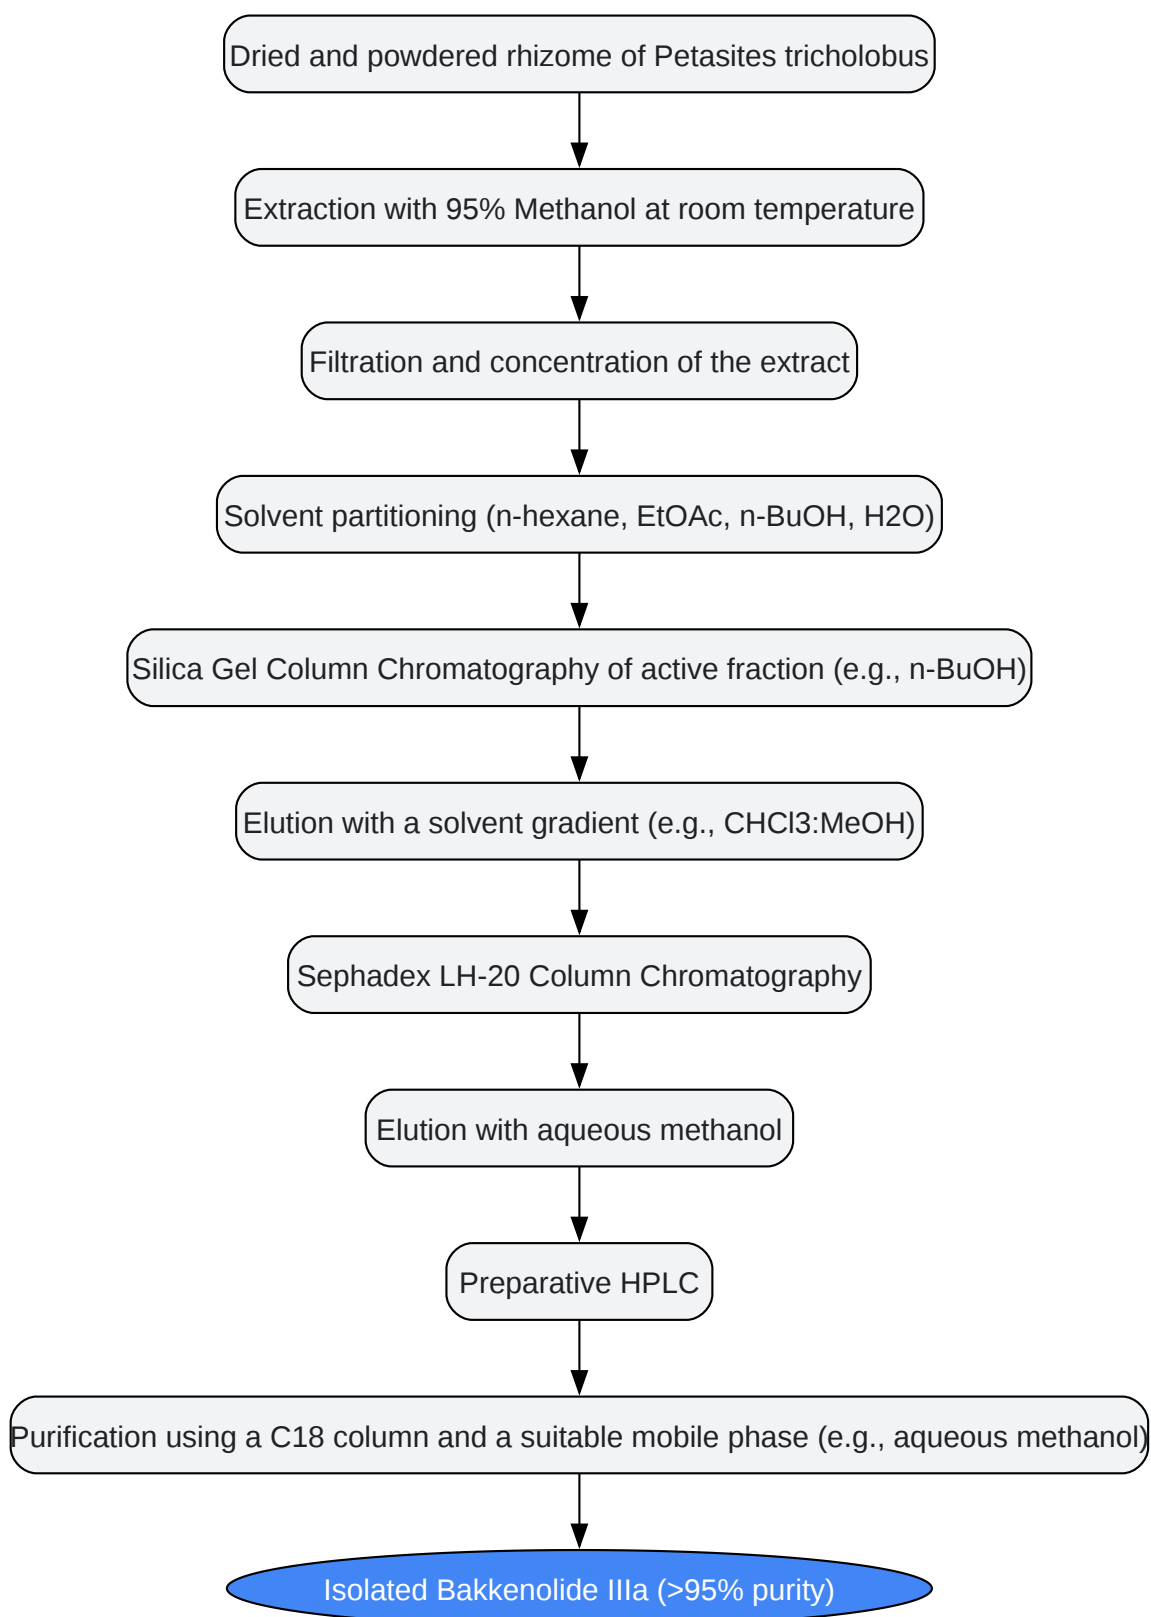 Dried and powdered rhizome of Petasites tricholobus
Extraction with 95% Methanol at room temperature
Filtration and concentration of the extract
Solvent partitioning (n-hexane, EtOAc, n-BuOH, H2O)
Silica Gel Column Chromatography of active fraction (e.g., n-BuOH)
Elution with a solvent gradient (e.g., CHCl3:MeOH)
Sephadex LH-20 Column Chromatography
Elution with aqueous methanol
Preparative HPLC
Purification using a C18 column and a suitable mobile phase (e.g., aqueous methanol)
Isolated Bakkenolide IIIa (>95% purity)